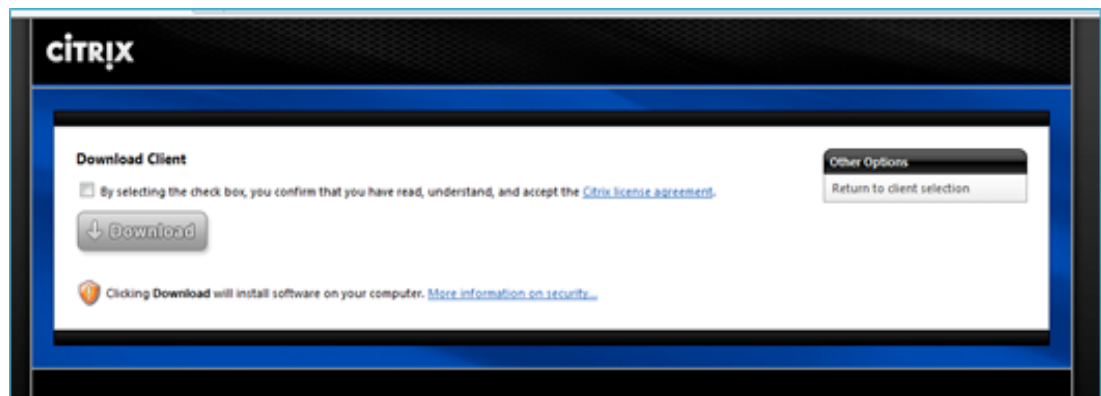 CİTRIX
Download Client
By selecting the check box, you confirm that you have read, understand, and accept the Citrix license agreement.
Download
Clicking Download will install software on your computer. More information on security...
Other Options
Return to client selection